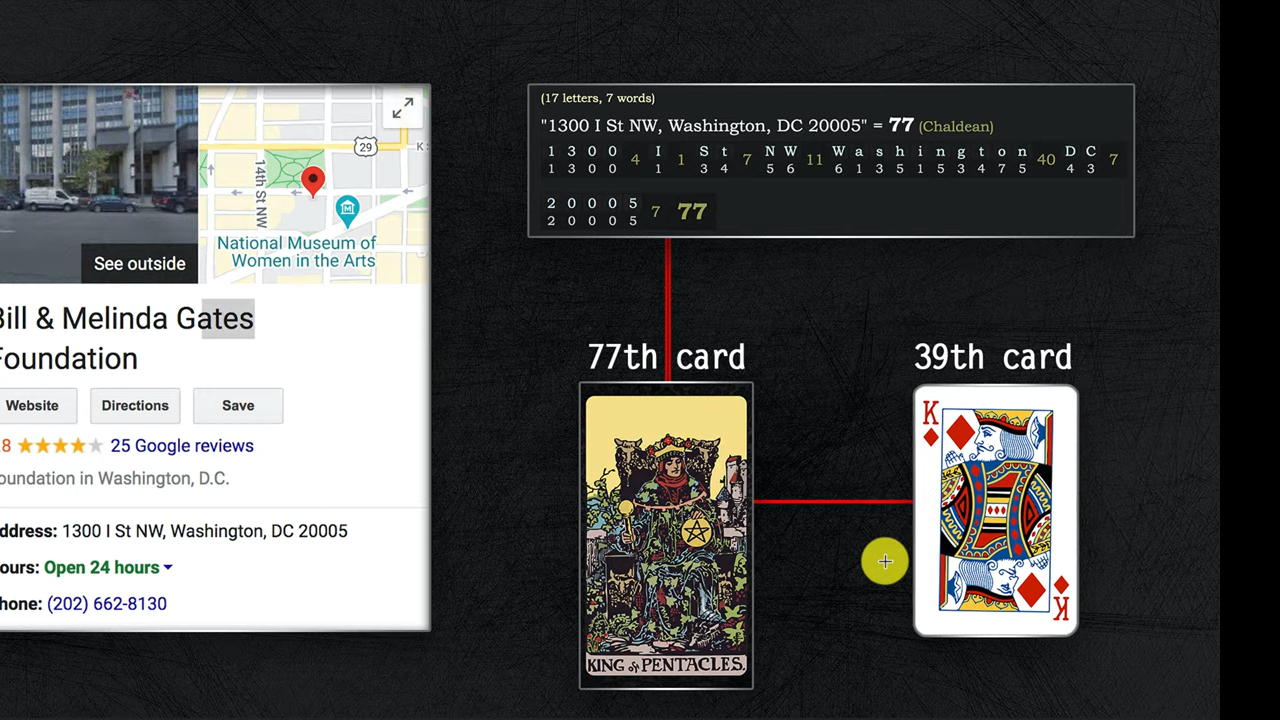 14th St NW
29
K S
National Museum of
Women in the Arts
See outside
Bill & Melinda Gates
Foundation
Website
Directions
Save
.8
25 Google reviews
oundation in Washington, D.C.
ddress: 1300 I St NW, Washington, DC 20005
ours: Open 24 hours
hone: (202) 662-8130
(17 letters, 7 words)
"1300 I St NW, Washington, DC 20005" = 77 (Chaldean)
1 3 0 0 4 I 1 S t 7 N W 11 W a s h i n g t o n 40 D C 7
1 3 0 0 1 3 4 5 6 6 1 3 5 1 5 3 4 7 5 4 3
2 0 0 0 5 7 77
2 0 0 0 5
77th card
39th card
KING of PENTACLES.
K
K